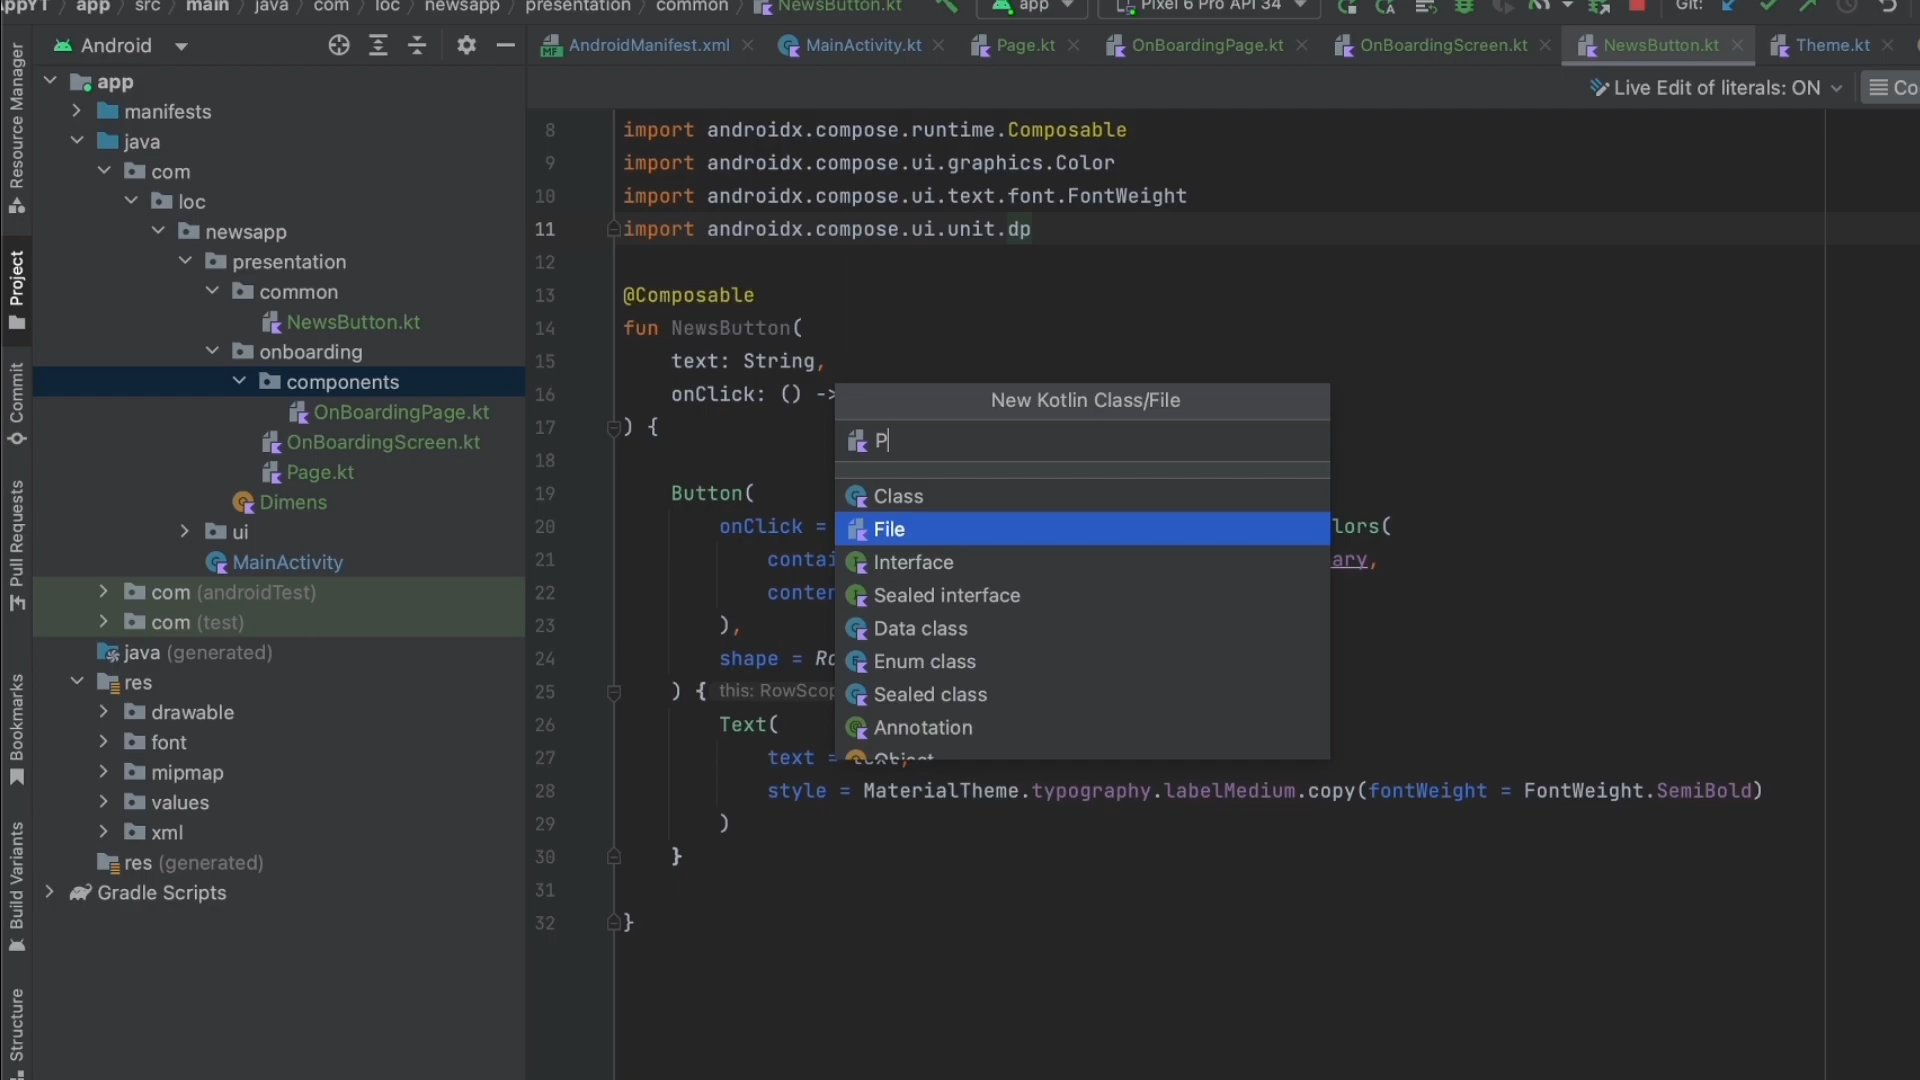 ppYT app src main java com loc newsapp presentation common NewsButton.kt app Pixel 6 Pro API 34 Git:
Android
AndroidManifest.xml MainActivity.kt Page.kt OnBoardingPage.kt OnBoardingScreen.kt NewsButton.kt Theme.kt
Live Edit of literals: ON Co
Resource Manager
Project
Commit
Pull Requests
Bookmarks
Build Variants
Structure
app
manifests
java
com
loc
newsapp
presentation
common
NewsButton.kt
onboarding
components
OnBoardingPage.kt
OnBoardingScreen.kt
Page.kt
Dimens
ui
MainActivity
com (androidTest)
com (test)
java (generated)
res
drawable
font
mipmap
values
xml
res (generated)
Gradle Scripts
8 import androidx.compose.runtime.Composable
9 import androidx.compose.ui.graphics.Color
10 import androidx.compose.ui.text.font.FontWeight
11 import androidx.compose.ui.unit.dp
12
13 @Composable
14 fun NewsButton(
15 text: String,
16 onClick: () ->
17 ) {
18
19 Button(
20 onClick = lors(
21 contai ary,
22 conten
23 ),
24 shape = Ro
25 ) { this: RowScop
26 Text(
27 text =
28 style = MaterialTheme.typography.labelMedium.copy(fontWeight = FontWeight.SemiBold)
29 )
30 }
31
32 }
New Kotlin Class/File
P
Class
File
Interface
Sealed interface
Data class
Enum class
Sealed class
Annotation
Object